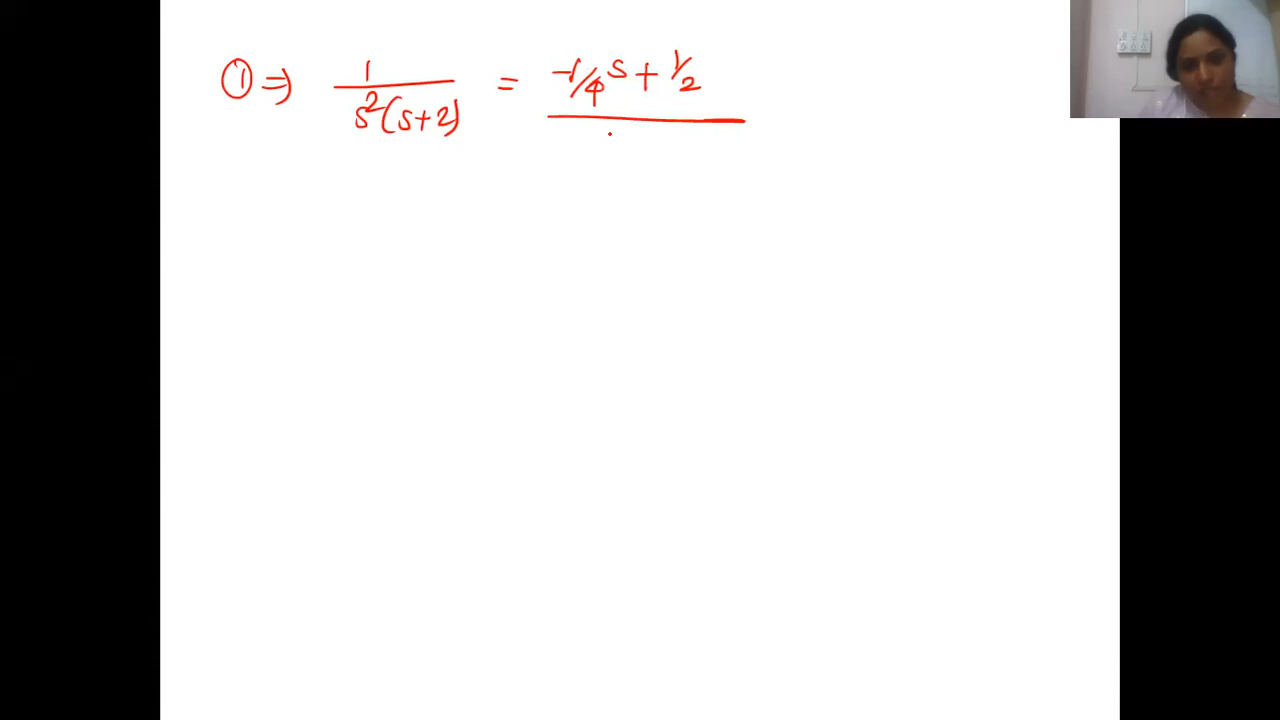 ① ⇒ 1/s²(s+2) = -1/4 s + 1/2